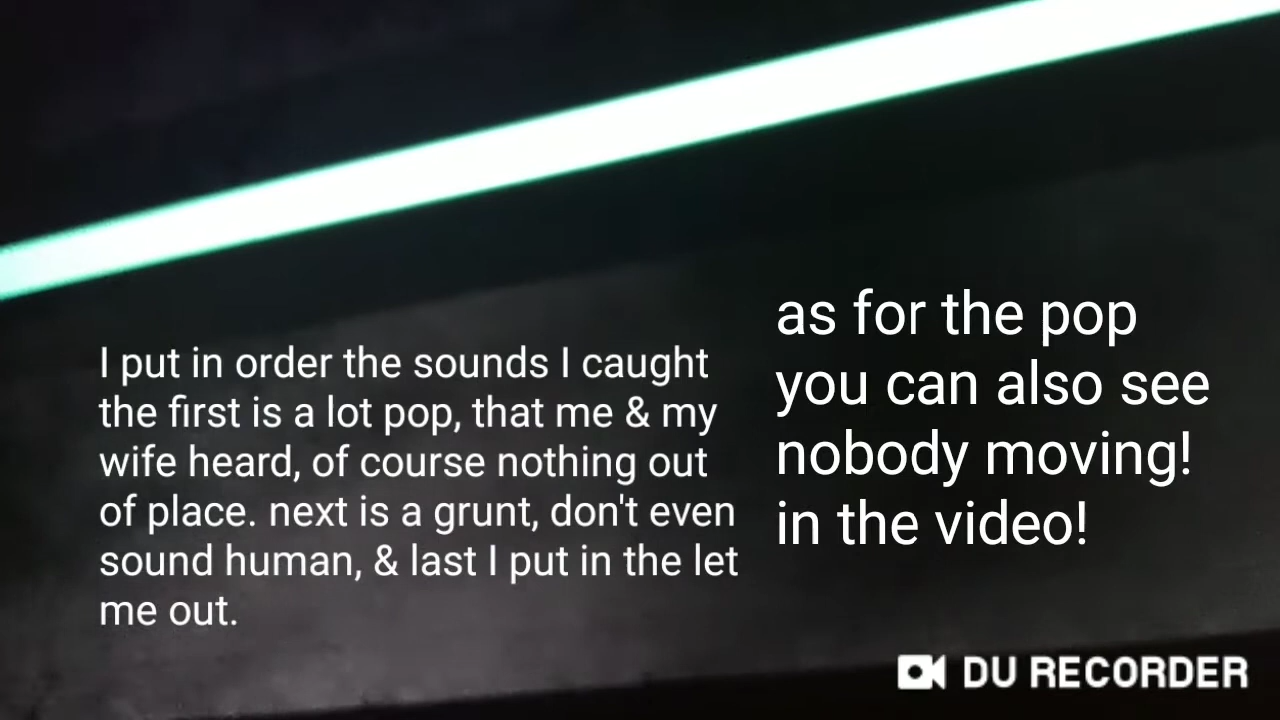 I put in order the sounds I caught
the first is a lot pop, that me & my
wife heard, of course nothing out
of place. next is a grunt, don't even
sound human, & last I put in the let
me out.
as for the pop
you can also see
nobody moving!
in the video!
DU RECORDER